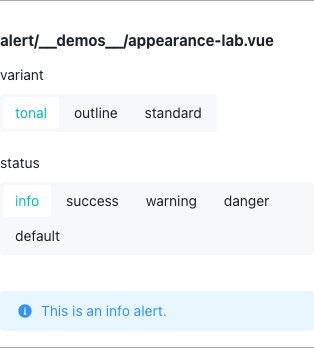 alert/__demos__/appearance-lab.vue
variant
tonal outline standard
status
info success warning danger
default
This is an info alert.